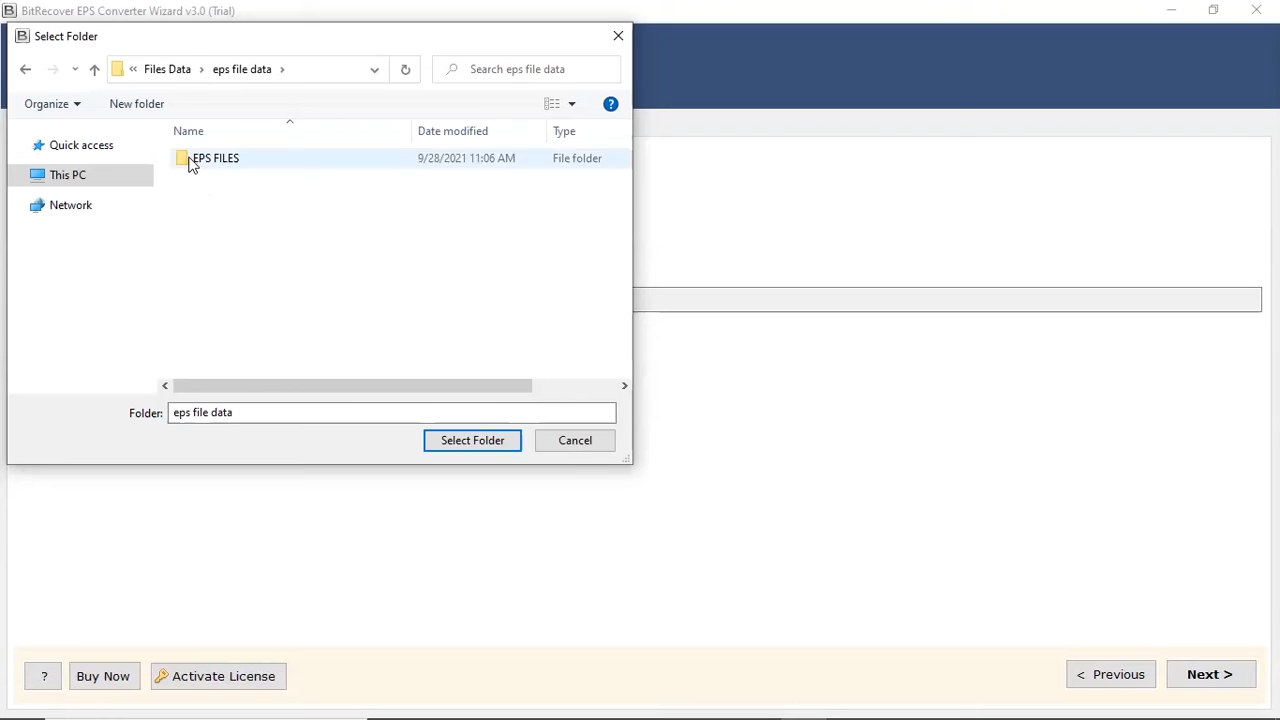 BitRecover EPS Converter Wizard v3.0 (Trial)
Select Folder
Files Data > eps file data >
Search eps file data
Organize
New folder
?
Name
Date modified
Type
EPS FILES
9/28/2021 11:06 AM
File folder
Quick access
This PC
Network
Folder:
eps file data
Select Folder
Cancel
?
Buy Now
Activate License
< Previous
Next >